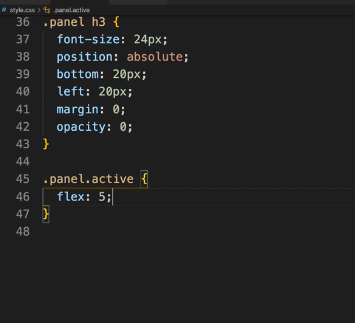 # style.css > .panel.active
36 .panel h3 {
37 font-size: 24px;
38 position: absolute;
39 bottom: 20px;
40 left: 20px;
41 margin: 0;
42 opacity: 0;
43 }
44
45 .panel.active {
46 flex: 5;
47 }
48